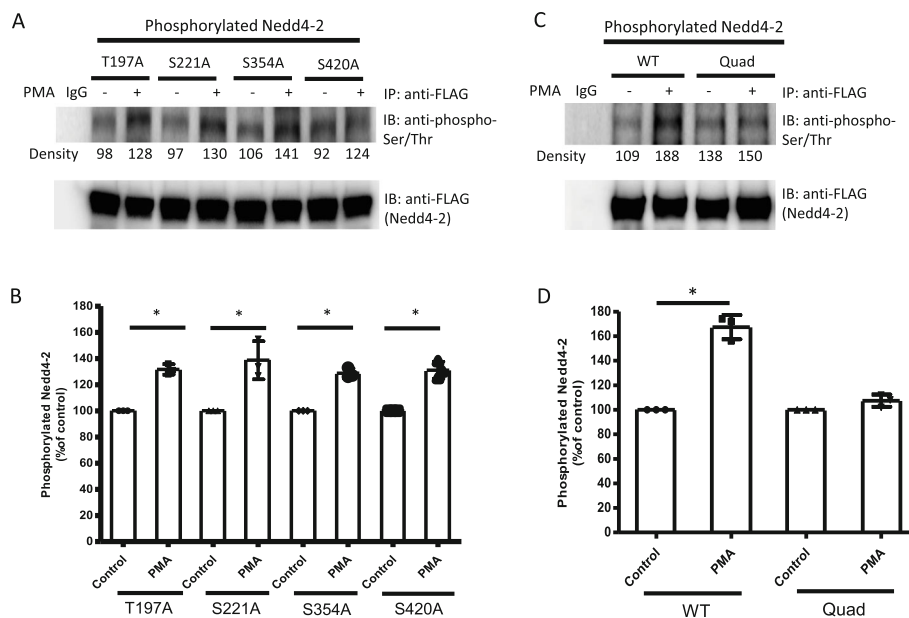 A
Phosphorylated Nedd4-2
T197A S221A S354A S420A
PMA IgG - + - + - + - + IP: anti-FLAG
IB: anti-phospho-
Ser/Thr
Density 98 128 97 130 106 141 92 124
IB: anti-FLAG
(Nedd4-2)
C
Phosphorylated Nedd4-2
WT Quad
PMA IgG - + - + IP: anti-FLAG
IB: anti-phospho-
Ser/Thr
Density 109 188 138 150
IB: anti-FLAG
(Nedd4-2)
B
Phosphorylated Nedd4-2
(%of control)
180
160
140
120
100
80
60
40
20
0
* * * *
Control PMA Control PMA Control PMA Control PMA
T197A S221A S354A S420A
D
Phosphorylated Nedd4-2
(%of control)
180
160
140
120
100
80
60
40
20
0
*
Control PMA Control PMA
WT Quad